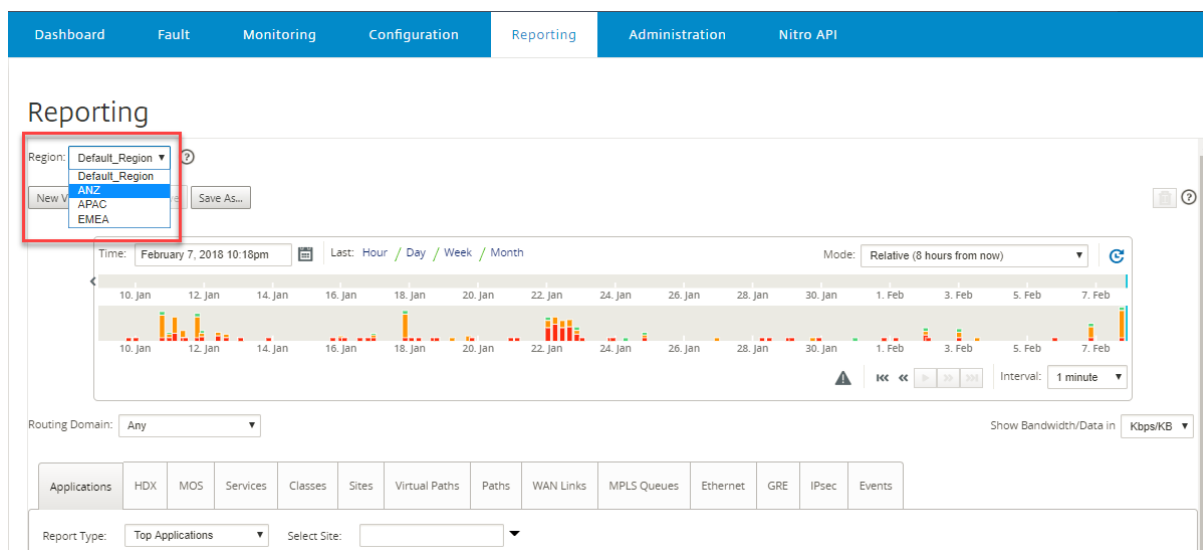 Dashboard Fault Monitoring Configuration Reporting Administration Nitro API
Reporting
Region: Default_Region ?
Default_Region
ANZ
APAC
EMEA
New Save As... ?
Time: February 7, 2018 10:18pm Last: Hour / Day / Week / Month Mode: Relative (8 hours from now)
10. Jan 12. Jan 14. Jan 16. Jan 18. Jan 20. Jan 22. Jan 24. Jan 26. Jan 28. Jan 30. Jan 1. Feb 3. Feb 5. Feb 7. Feb
10. Jan 12. Jan 14. Jan 16. Jan 18. Jan 20. Jan 22. Jan 24. Jan 26. Jan 28. Jan 30. Jan 1. Feb 3. Feb 5. Feb 7. Feb
Interval: 1 minute
Routing Domain: Any Show Bandwidth/Data in Kbps/KB
Applications HDX MOS Services Classes Sites Virtual Paths Paths WAN Links MPLS Queues Ethernet GRE IPsec Events
Report Type: Top Applications Select Site: